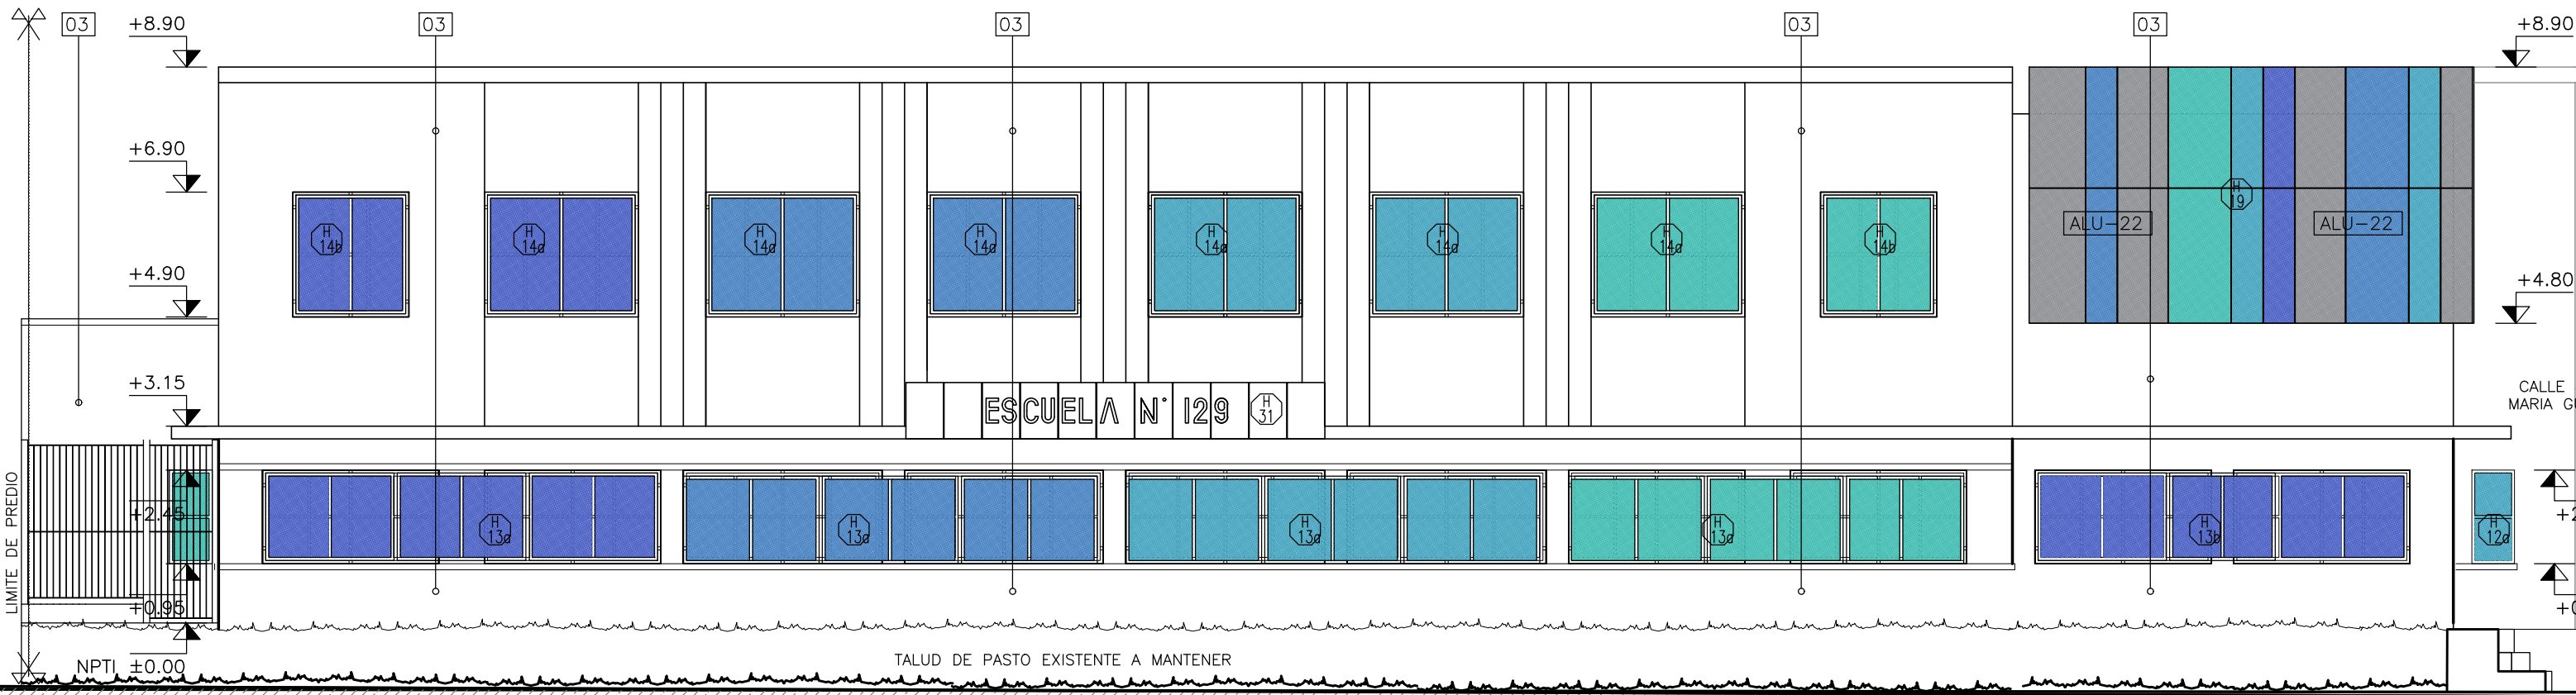 03 03 03 03 03
+8.90 +8.90
+6.90
H 14b H 14a H 14a H 14a H 14a H 14a H 14a H 14b
H 19
ALU-22 ALU-22
+4.90 +4.80
+3.15
ESCUELA N° 129
H 31
CALLE
MARIA
LIMITE DE PREDIO
+2.45
H 13a H 13a H 13a H 13a H 13b H 12a
+0.95
NPTI ±0.00
TALUD DE PASTO EXISTENTE A MANTENER